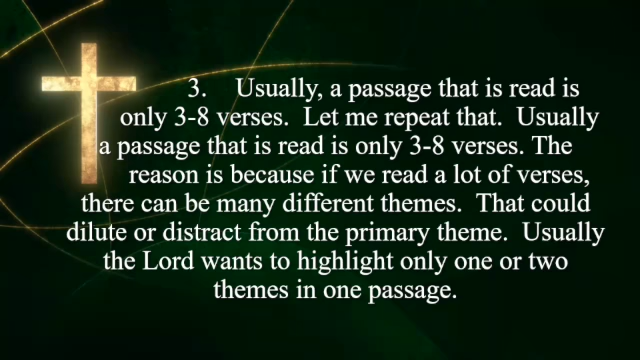 3. Usually, a passage that is read is
only 3-8 verses. Let me repeat that. Usually
a passage that is read is only 3-8 verses. The
reason is because if we read a lot of verses,
there can be many different themes. That could
dilute or distract from the primary theme. Usually
the Lord wants to highlight only one or two
themes in one passage.